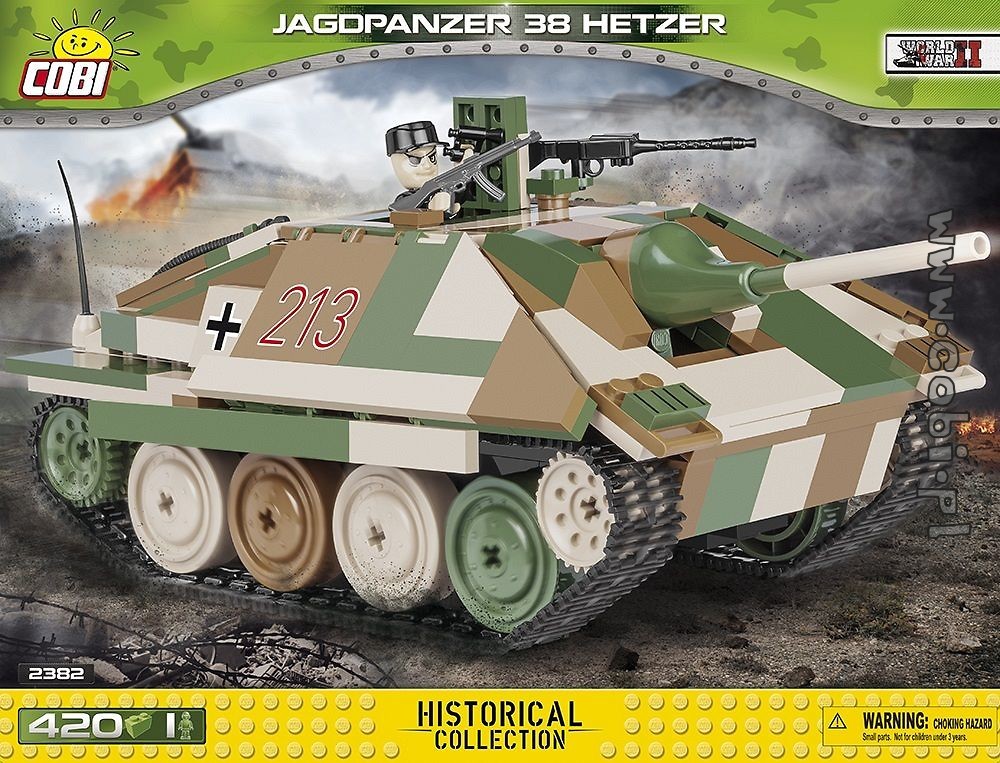 JAGDPANZER 38 HETZER
COBI
WORLD WAR II
213
www.cobi.pl
2382
420
HISTORICAL
COLLECTION
WARNING: CHOKING HAZARD
Small parts. Not for children under 3 years.